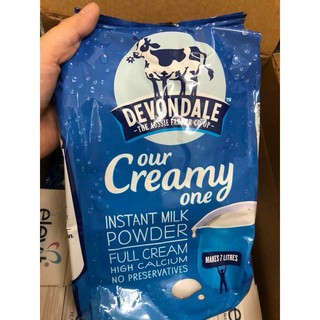 DEVONDALE
THE AUSSIE FARMER CO-OP
our
Creamy
one
INSTANT MILK
POWDER
FULL CREAM
HIGH CALCIUM
NO PRESERVATIVES
MAKES 7 LITRES